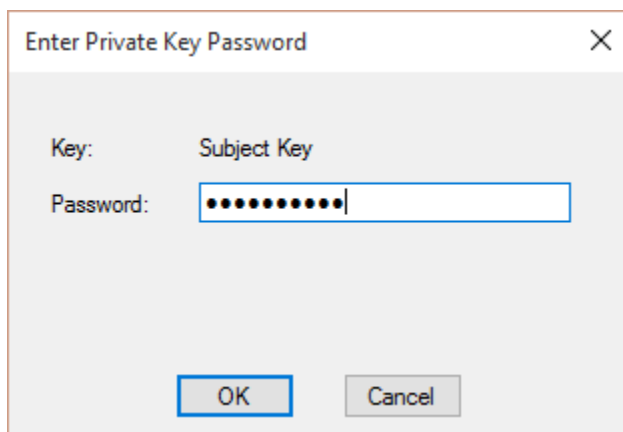 Enter Private Key Password
Key: Subject Key
Password: ●●●●●●●●●●
OK Cancel